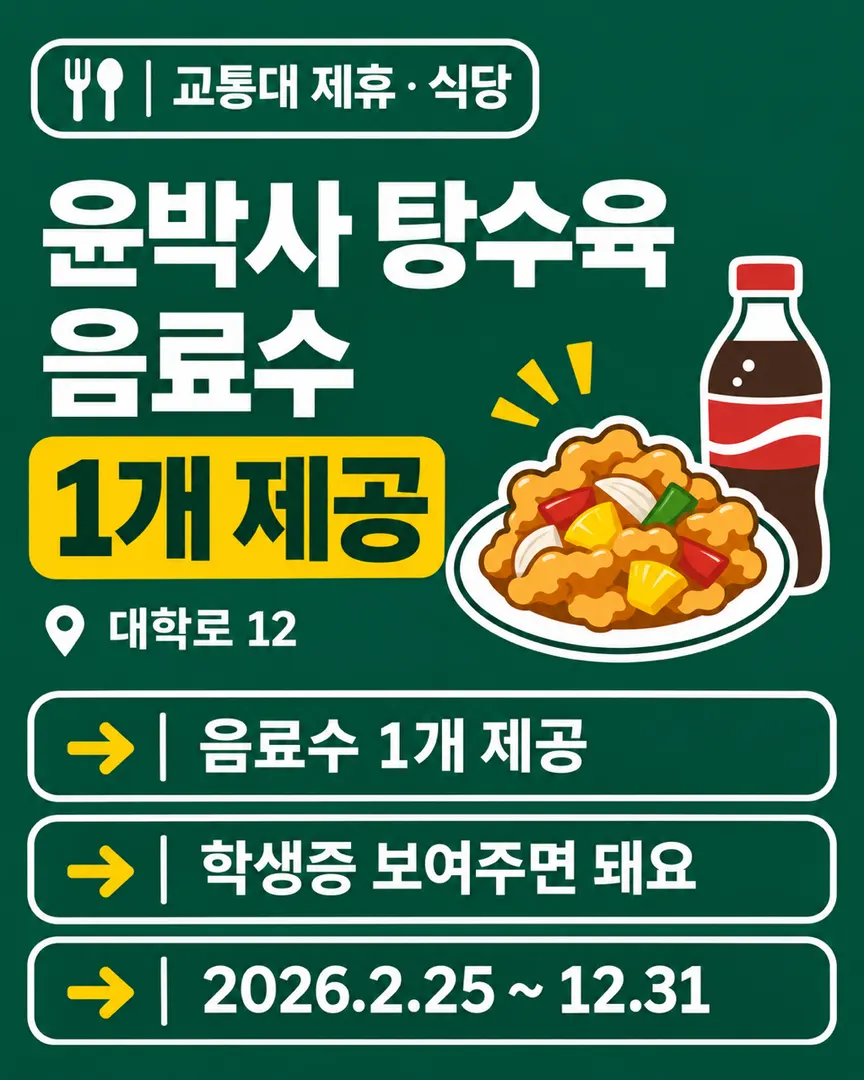 교통대 제휴 · 식당
윤박사 탕수육
음료수
1개 제공
대학로 12
음료수 1개 제공
학생증 보여주면 돼요
2026.2.25 ~ 12.31